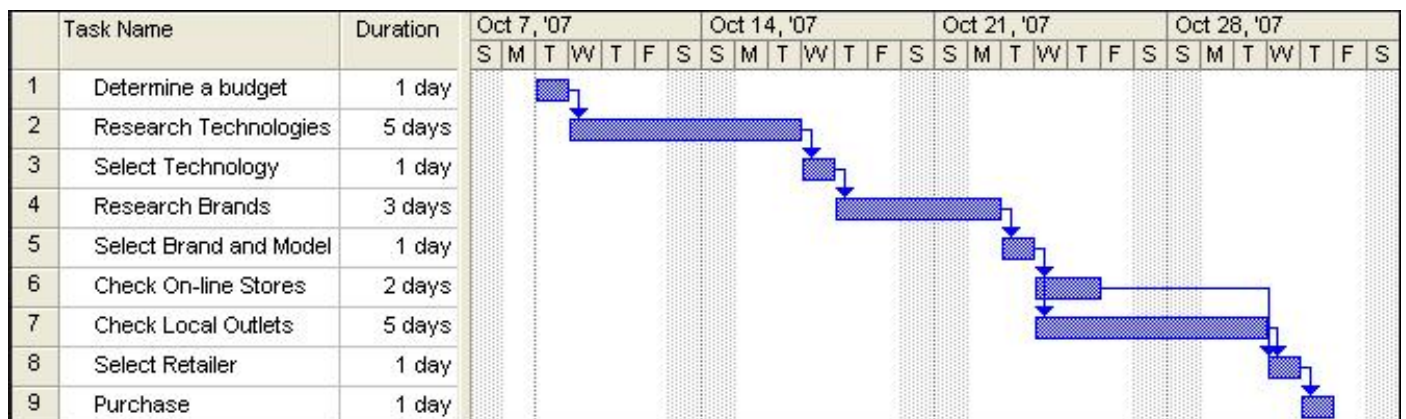 Task Name Duration Oct 7, '07 Oct 14, '07 Oct 21, '07 Oct 28, '07
S M T W T F S S M T W T F S S M T W T F S S M T W T F S
1 Determine a budget 1 day
2 Research Technologies 5 days
3 Select Technology 1 day
4 Research Brands 3 days
5 Select Brand and Model 1 day
6 Check On-line Stores 2 days
7 Check Local Outlets 5 days
8 Select Retailer 1 day
9 Purchase 1 day